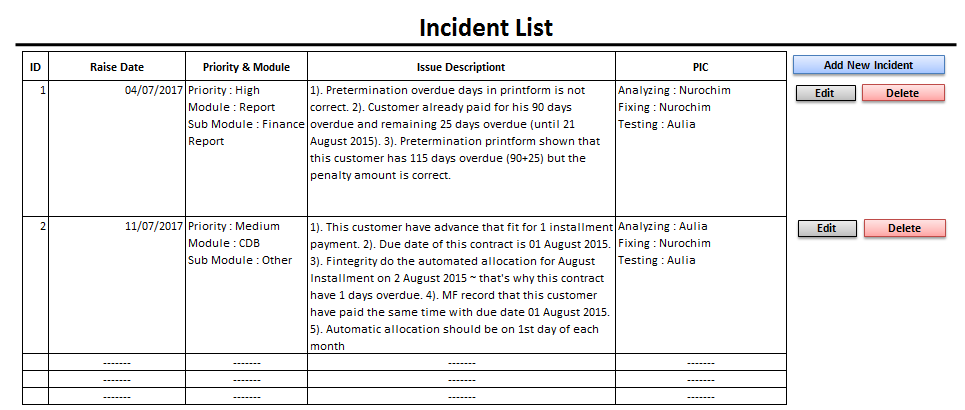 Incident List
ID Raise Date Priority & Module Issue Descriptiont PIC Add New Incident
1 04/07/2017 Priority : High 1). Pretermination overdue days in printform is not Analyzing : Nurochim Edit Delete
Module : Report correct. 2). Customer already paid for his 90 days Fixing : Nurochim
Sub Module : Finance overdue and remaining 25 days overdue (until 21 Testing : Aulia
Report August 2015). 3). Pretermination printform shown that
this customer has 115 days overdue (90+25) but the
penalty amount is correct.
2 11/07/2017 Priority : Medium 1). This customer have advance that fit for 1 installment Analyzing : Aulia Edit Delete
Module : CDB payment. 2). Due date of this contract is 01 August 2015. Fixing : Nurochim
Sub Module : Other 3). Fintegrity do the automated allocation for August Testing : Aulia
Installment on 2 August 2015 ~ that's why this contract
have 1 days overdue. 4). MF record that this customer
have paid the same time with due date 01 August 2015.
5). Automatic allocation should be on 1st day of each
month
------- ------- ------- -------
------- ------- ------- -------
------- ------- ------- -------